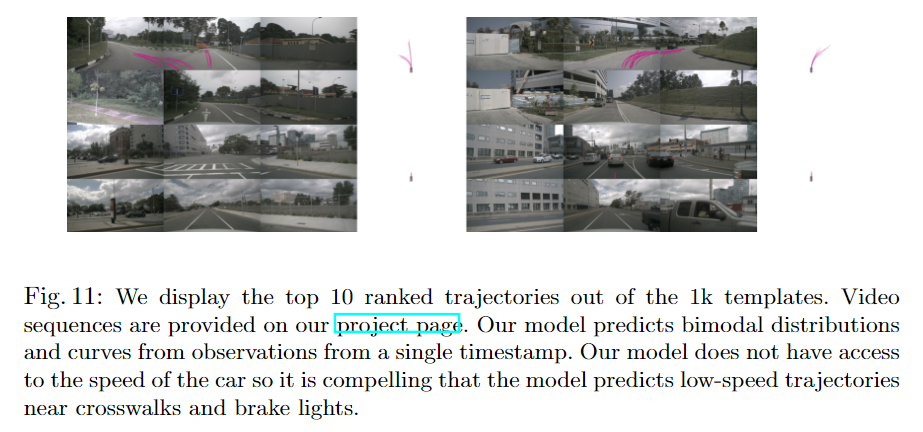 Fig. 11: We display the top 10 ranked trajectories out of the 1k templates. Video
sequences are provided on our project page. Our model predicts bimodal distributions
and curves from observations from a single timestamp. Our model does not have access
to the speed of the car so it is compelling that the model predicts low-speed trajectories
near crosswalks and brake lights.